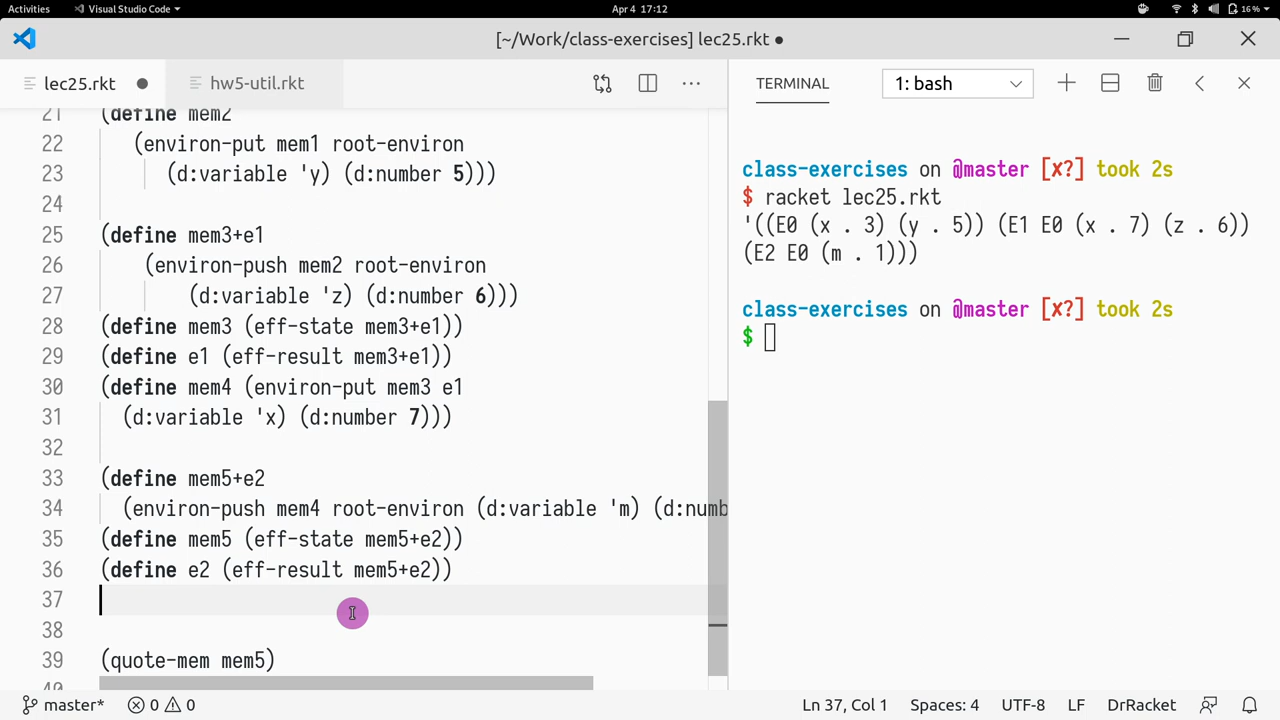 Activities Visual Studio Code Apr 4 17:12 16%
[~/Work/class-exercises] lec25.rkt ●
lec25.rkt hw5-util.rkt
TERMINAL 1: bash
21 (define mem2
22 (environ-put mem1 root-environ
23 (d:variable 'y) (d:number 5)))
24
25 (define mem3+e1
26 (environ-push mem2 root-environ
27 (d:variable 'z) (d:number 6)))
28 (define mem3 (eff-state mem3+e1))
29 (define e1 (eff-result mem3+e1))
30 (define mem4 (environ-put mem3 e1
31 (d:variable 'x) (d:number 7)))
32
33 (define mem5+e2
34 (environ-push mem4 root-environ (d:variable 'm) (d:numb
35 (define mem5 (eff-state mem5+e2))
36 (define e2 (eff-result mem5+e2))
37
38
39 (quote-mem mem5)
40
class-exercises on @master [✘?] took 2s
$ racket lec25.rkt
'((E0 (x . 3) (y . 5)) (E1 E0 (x . 7) (z . 6))
(E2 E0 (m . 1)))
class-exercises on @master [✘?] took 2s
$
master* 0 0 Ln 37, Col 1 Spaces: 4 UTF-8 LF DrRacket